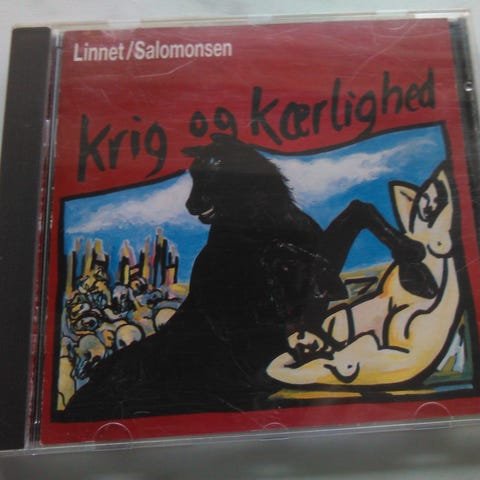 Linnet/Salomonsen
Krig og Kærlighed